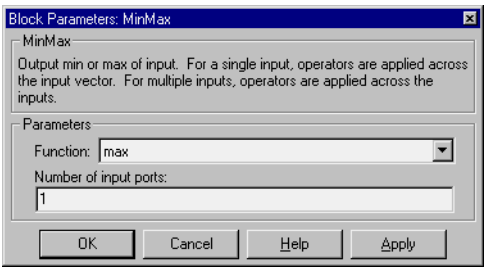 Block Parameters: MinMax
MinMax
Output min or max of input. For a single input, operators are applied across
the input vector. For multiple inputs, operators are applied across the
inputs.
Parameters
Function: max
Number of input ports:
1
OK Cancel Help Apply